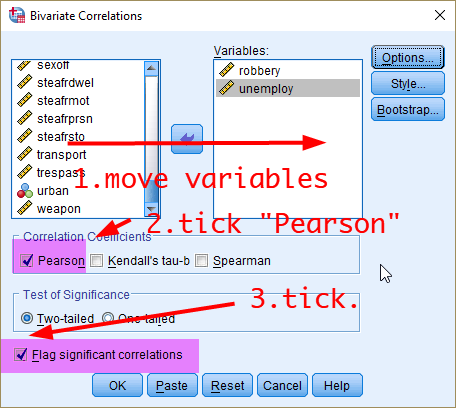 Bivariate Correlations
Variables:
sexoff
steafrdwel
steafrmot
steafrprsn
steafrsto
transport
trespass
urban
weapon
robbery
unemploy
Options...
Style...
Bootstrap...
1.move variables
2.tick "Pearson"
Correlation Coefficients
Pearson Kendall's tau-b Spearman
3.tick.
Test of Significance
Two-tailed One-tailed
Flag significant correlations
OK Paste Reset Cancel Help